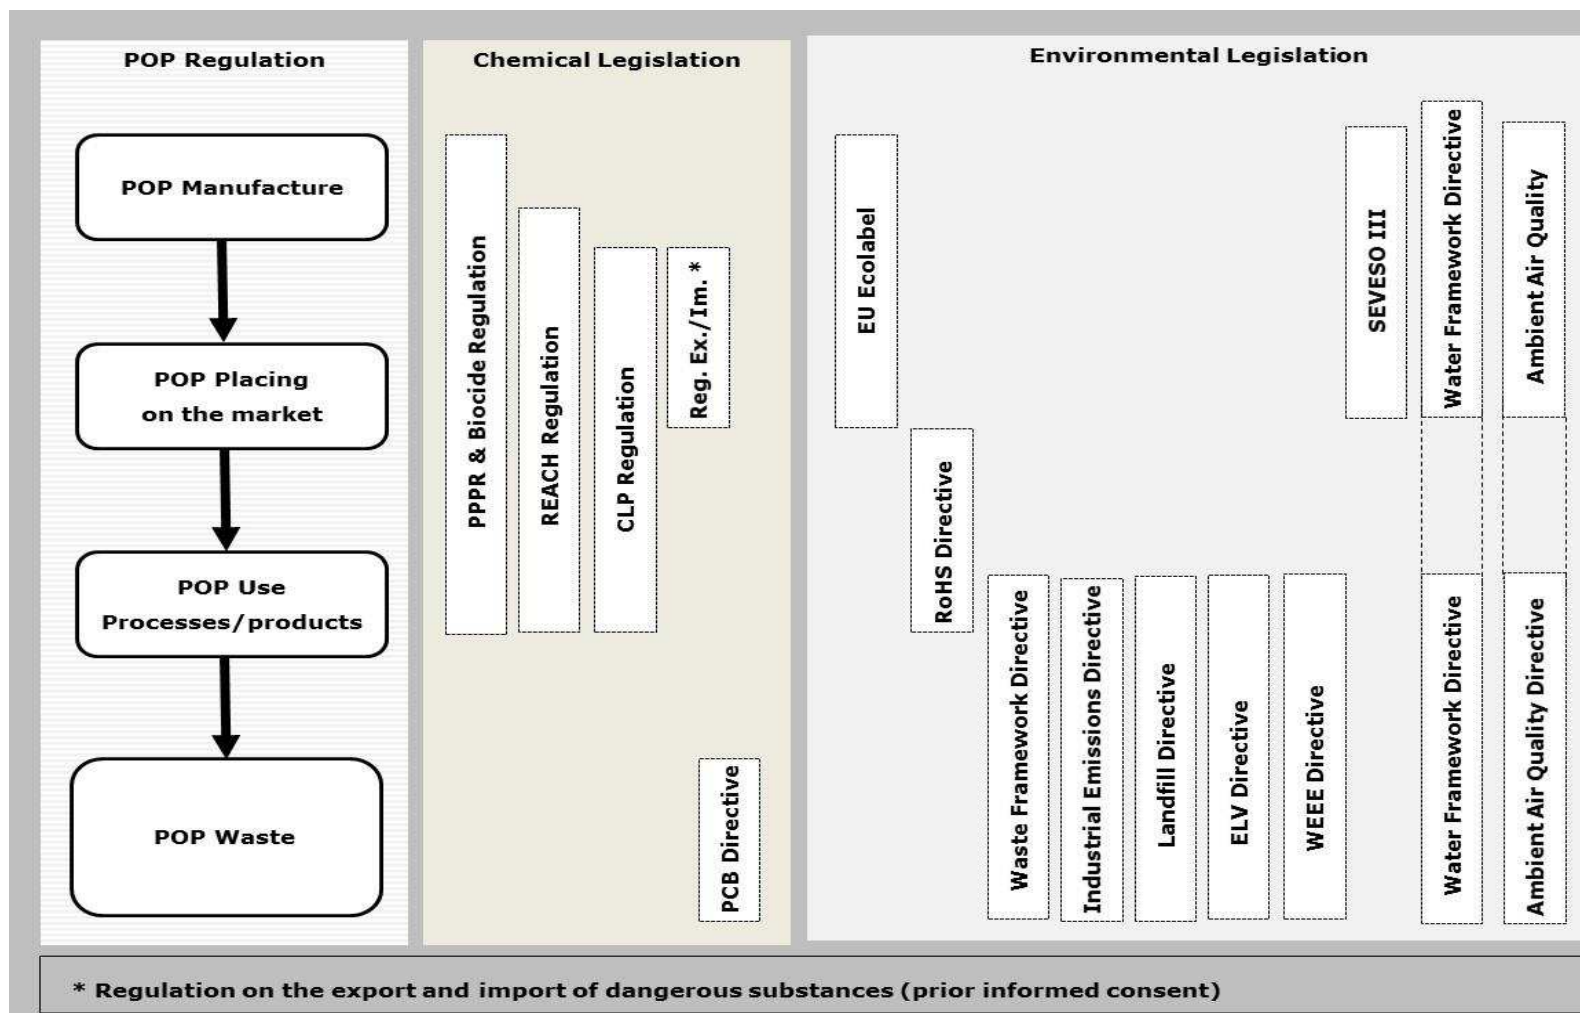 POP Regulation
POP Manufacture
POP Placing
on the market
POP Use
Processes/products
POP Waste
Chemical Legislation
PPPR & Biocide Regulation
REACH Regulation
CLP Regulation
Reg. Ex./Im. *
PCB Directive
Environmental Legislation
EU Ecolabel
RoHS Directive
Waste Framework Directive
Industrial Emissions Directive
Landfill Directive
ELV Directive
WEEE Directive
SEVESO III
Water Framework Directive
Ambient Air Quality
Water Framework Directive
Ambient Air Quality Directive
* Regulation on the export and import of dangerous substances (prior informed consent)